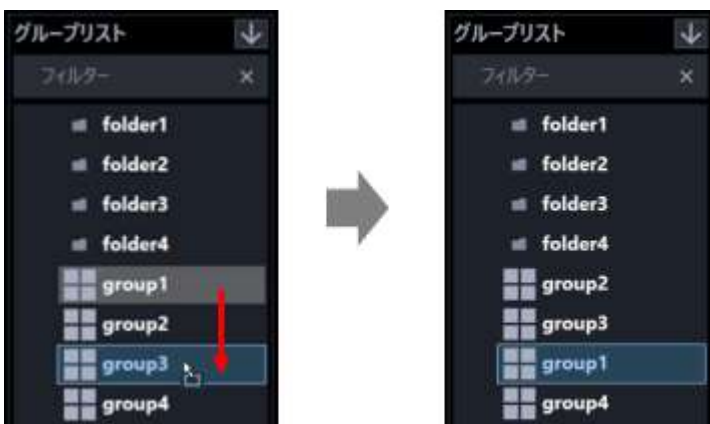 グループリスト
フィルター
folder1
folder2
folder3
folder4
group1
group2
group3
group4
グループリスト
フィルター
folder1
folder2
folder3
folder4
group2
group3
group1
group4